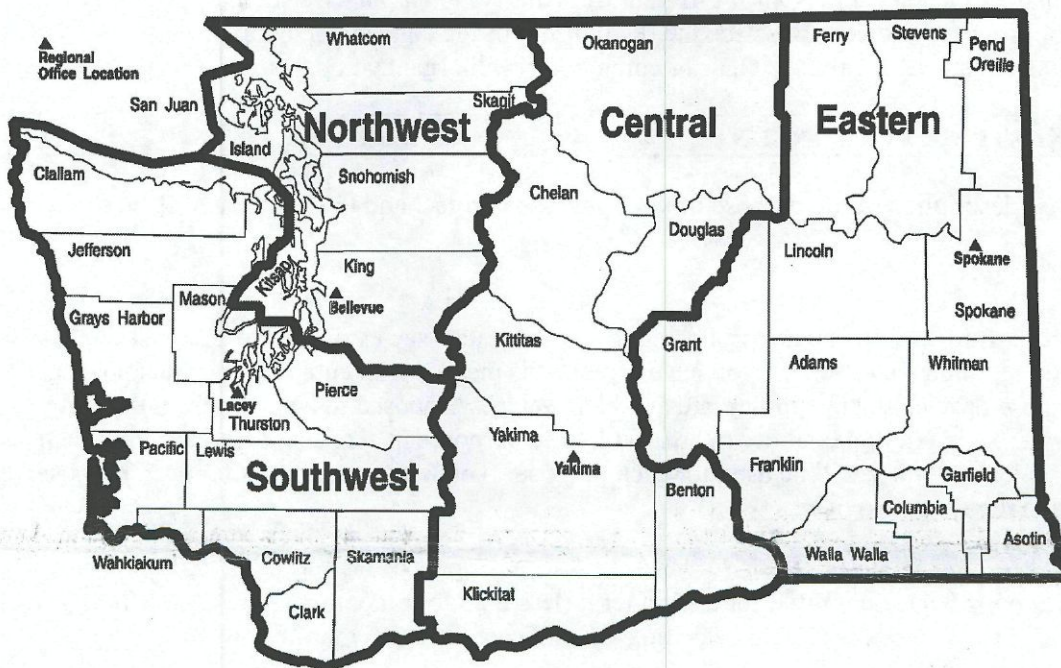 Regional
Office Location
San Juan
Whatcom
Skagit
Northwest
Island
Snohomish
Clallam
Jefferson
King
Kitsap
Bellevue
Mason
Grays Harbor
Pierce
Lacey
Thurston
Pacific
Lewis
Southwest
Wahkiakum
Cowlitz
Skamania
Clark
Okanogan
Central
Chelan
Douglas
Kittitas
Yakima
Yakima
Benton
Klickitat
Ferry
Stevens
Pend
Oreille
Eastern
Lincoln
Spokane
Spokane
Grant
Adams
Whitman
Franklin
Garfield
Columbia
Walla Walla
Asotin